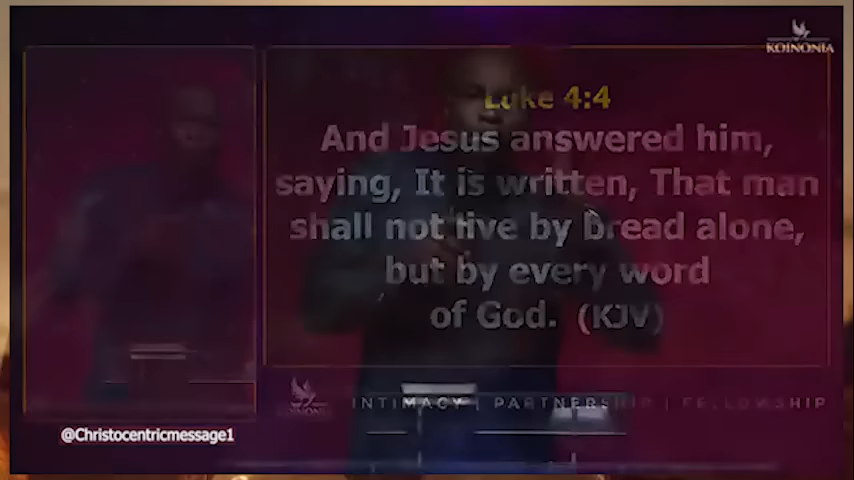 KOINONIA
Luke 4:4
And Jesus answered him,
saying, It is written, That man
shall not live by bread alone,
but by every word
of God. (KJV)
KOINONIA
INTIMACY | PARTNERSHIP | FELLOWSHIP
@Christocentricmessage1